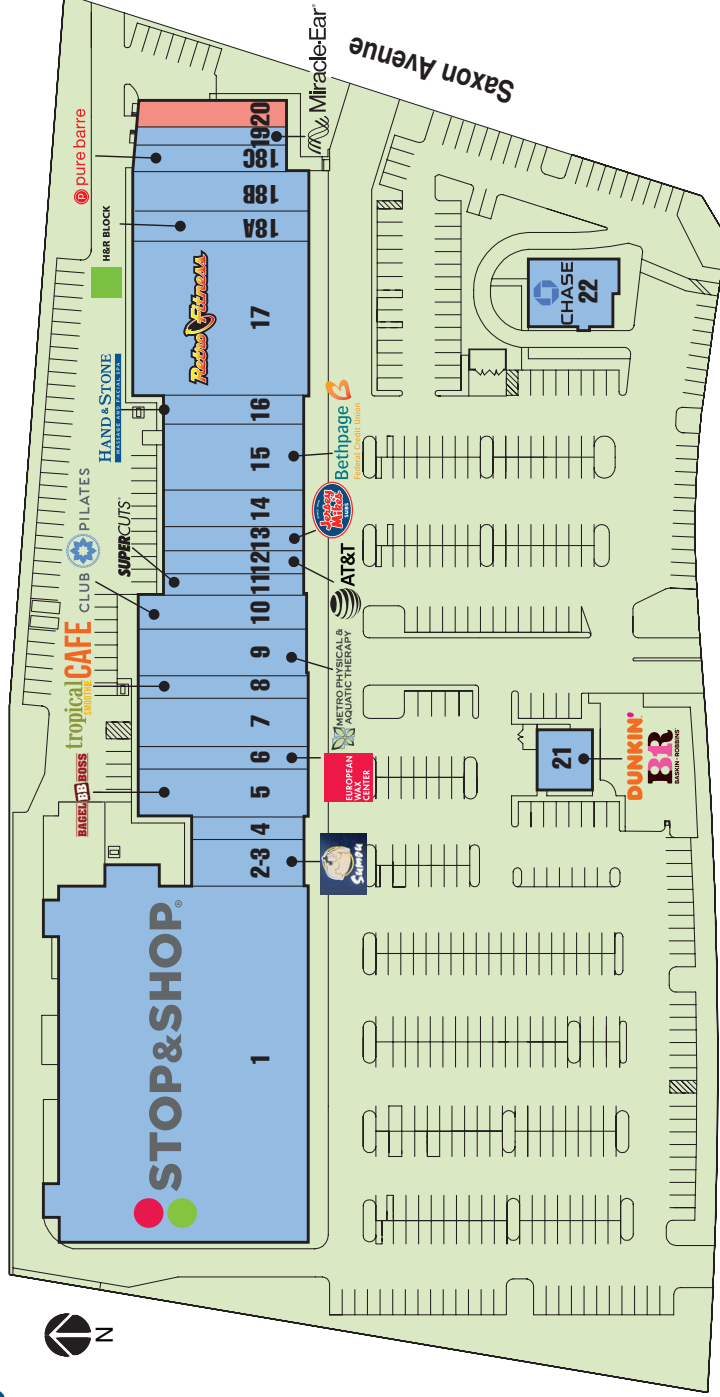 N
STOP&SHOP®
1
2-3
Sumou
4
5
BAGEL BB BOSS
6
EUROPEAN
WAX
CENTER
7
8
tropical
SMOOTHIE
CAFE
9
METRO PHYSICAL &
AQUATIC THERAPY
10
CLUB PILATES
11
SUPERCUTS®
12
AT&T
13
Jersey
Mike's
SUBS
14
15
Bethpage
Federal Credit Union
16
HAND & STONE
MASSAGE AND FACIAL SPA
17
Retro Fitness
18A
H&R BLOCK
18B
18C
pure barre
19
Miracle-Ear®
20
21
DUNKIN'
BR
BASKIN-ROBBINS
22
CHASE
Saxon Avenue